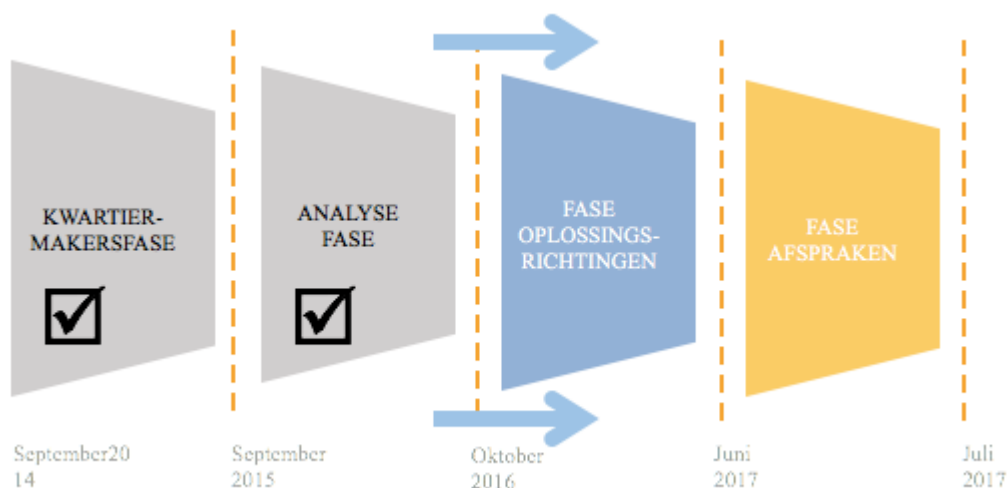 KWARTIER-
MAKERSFASE
ANALYSE
FASE
FASE
OPLOSSINGS-
RICHTINGEN
FASE
AFSPRAKEN
September20
14
September
2015
Oktober
2016
Juni
2017
Juli
2017